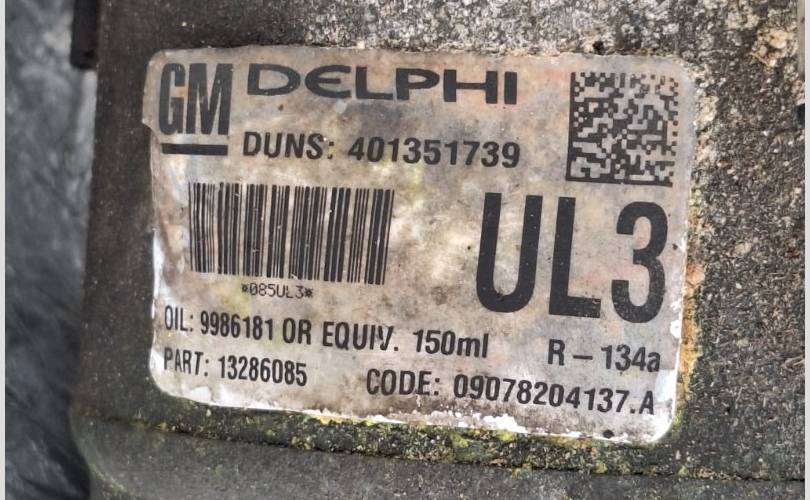 GM DELPHI
DUNS: 401351739
*085UL3*
UL3
OIL: 9986181 OR EQUIV. 150ml R-134a
PART: 13286085 CODE: 09078204137.A